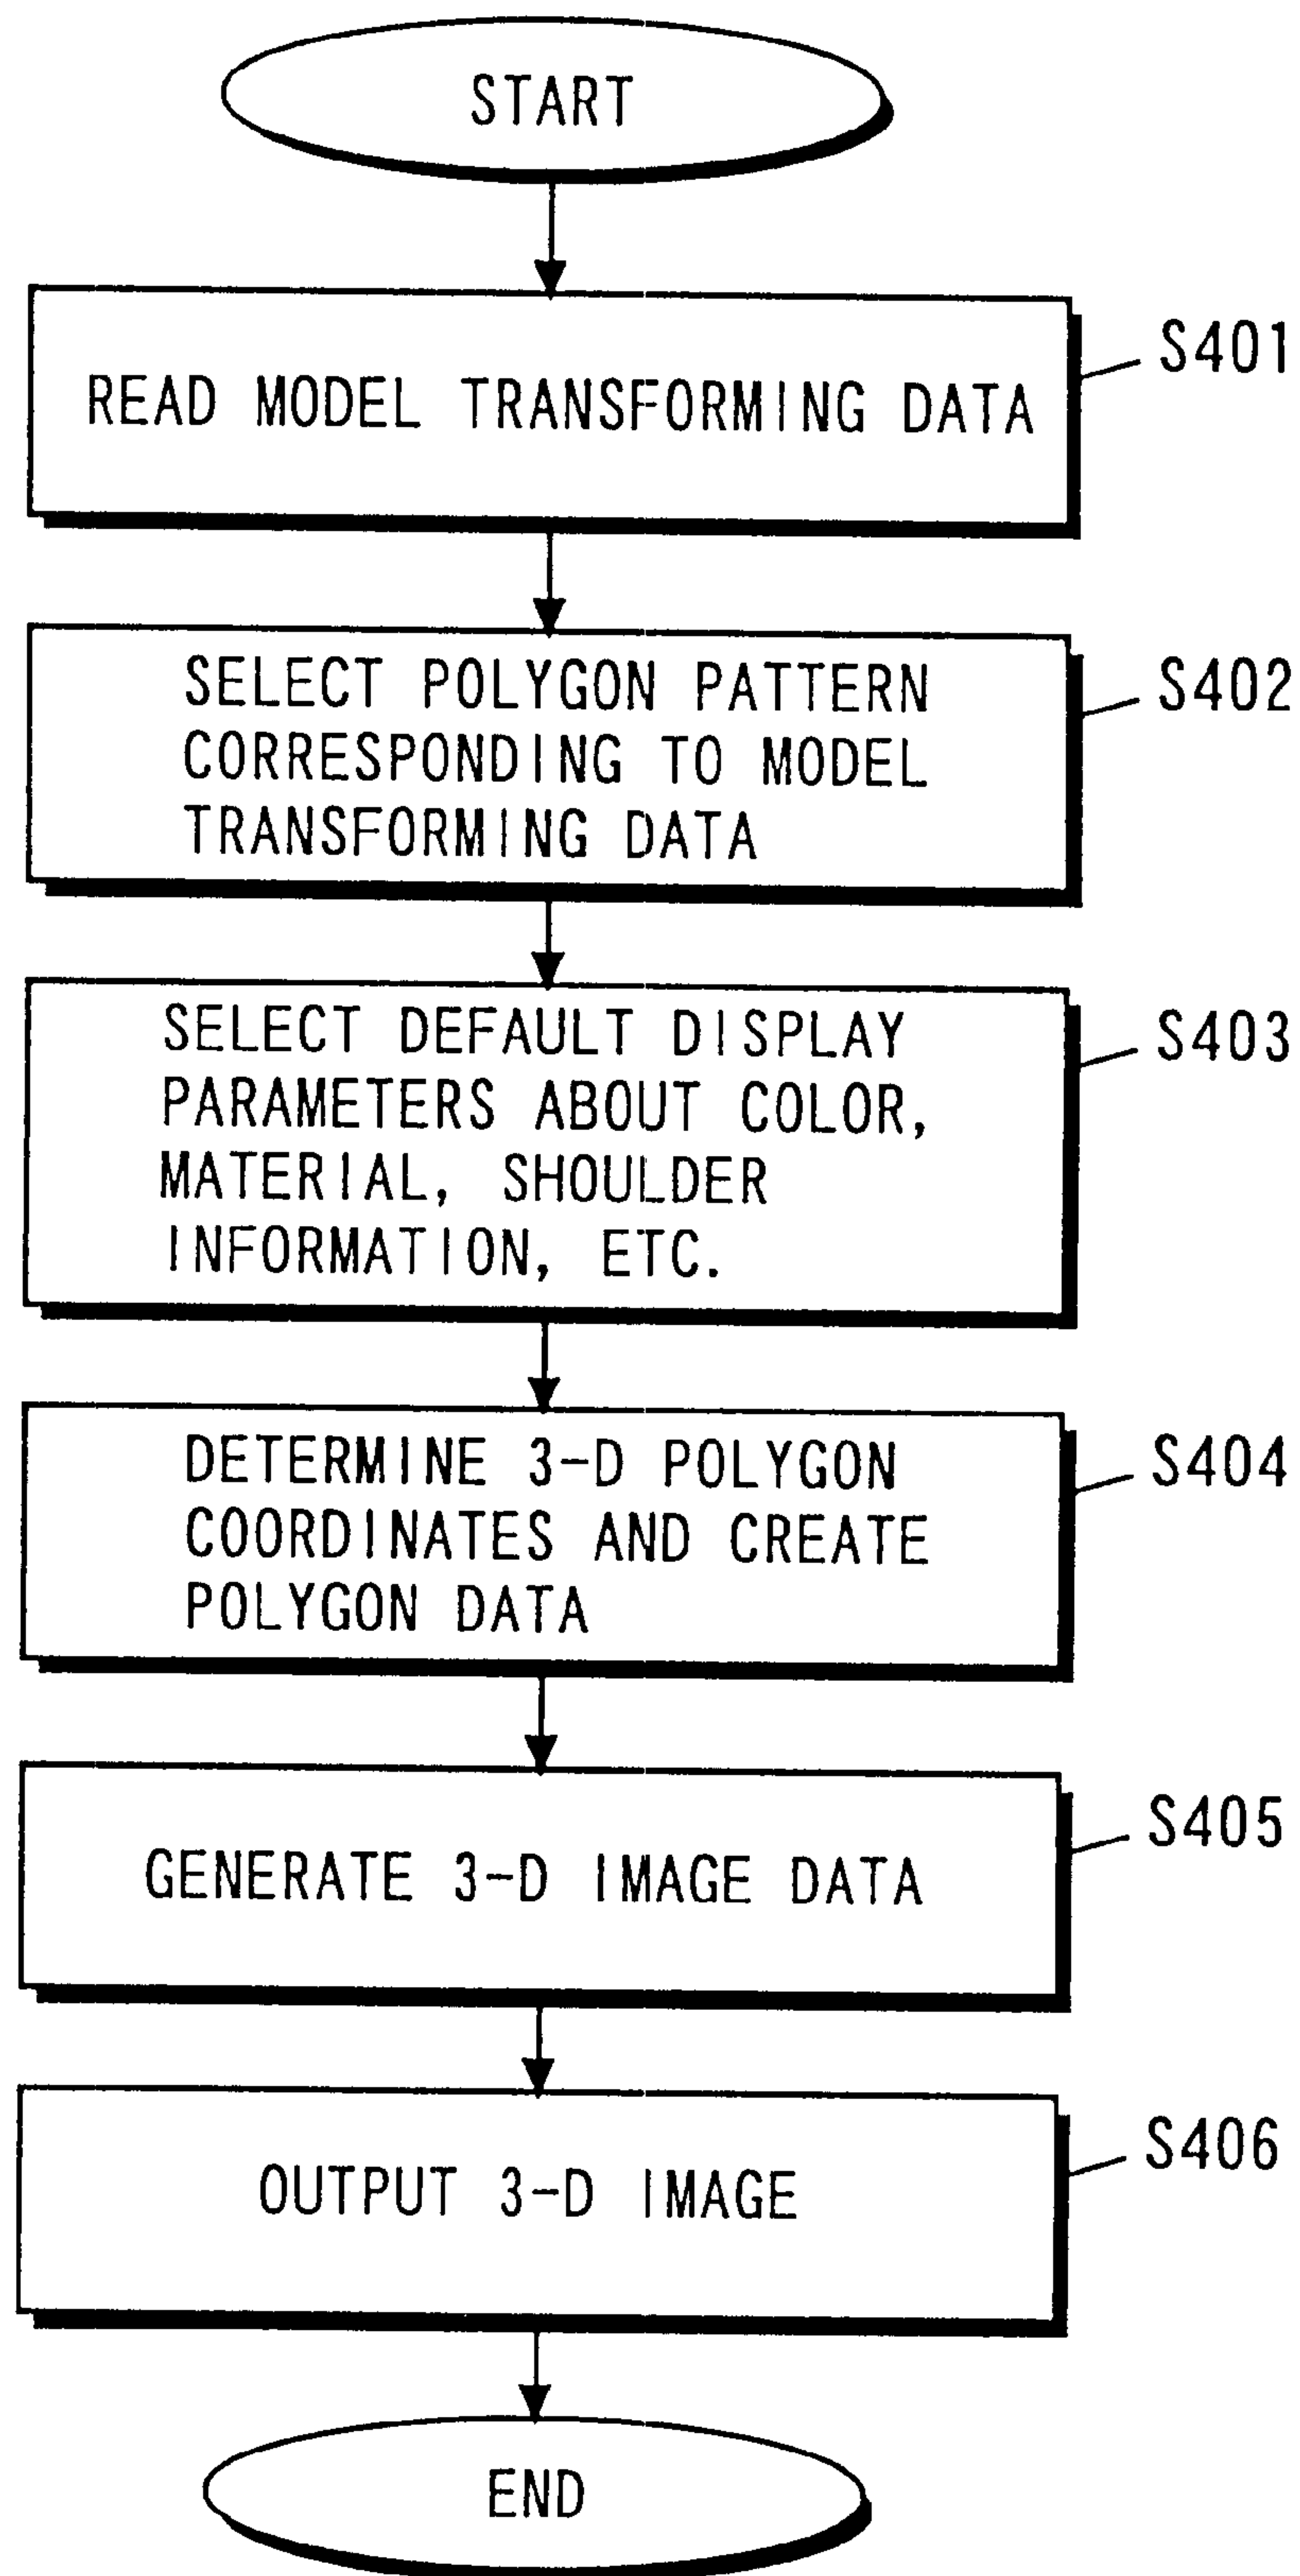 START
READ MODEL TRANSFORMING DATA
S401
SELECT POLYGON PATTERN
CORRESPONDING TO MODEL
TRANSFORMING DATA
S402
SELECT DEFAULT DISPLAY
PARAMETERS ABOUT COLOR,
MATERIAL, SHOULDER
INFORMATION, ETC.
S403
DETERMINE 3-D POLYGON
COORDINATES AND CREATE
POLYGON DATA
S404
GENERATE 3-D IMAGE DATA
S405
OUTPUT 3-D IMAGE
S406
END